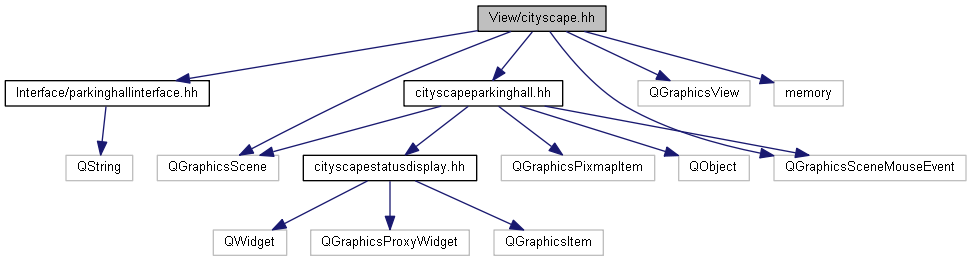 View/cityscape.hh
Interface/parkinghallinterface.hh
cityscapeparkinghall.hh
QGraphicsView
memory
QString
QGraphicsScene
cityscapestatusdisplay.hh
QGraphicsPixmapItem
QObject
QGraphicsSceneMouseEvent
QWidget
QGraphicsProxyWidget
QGraphicsItem